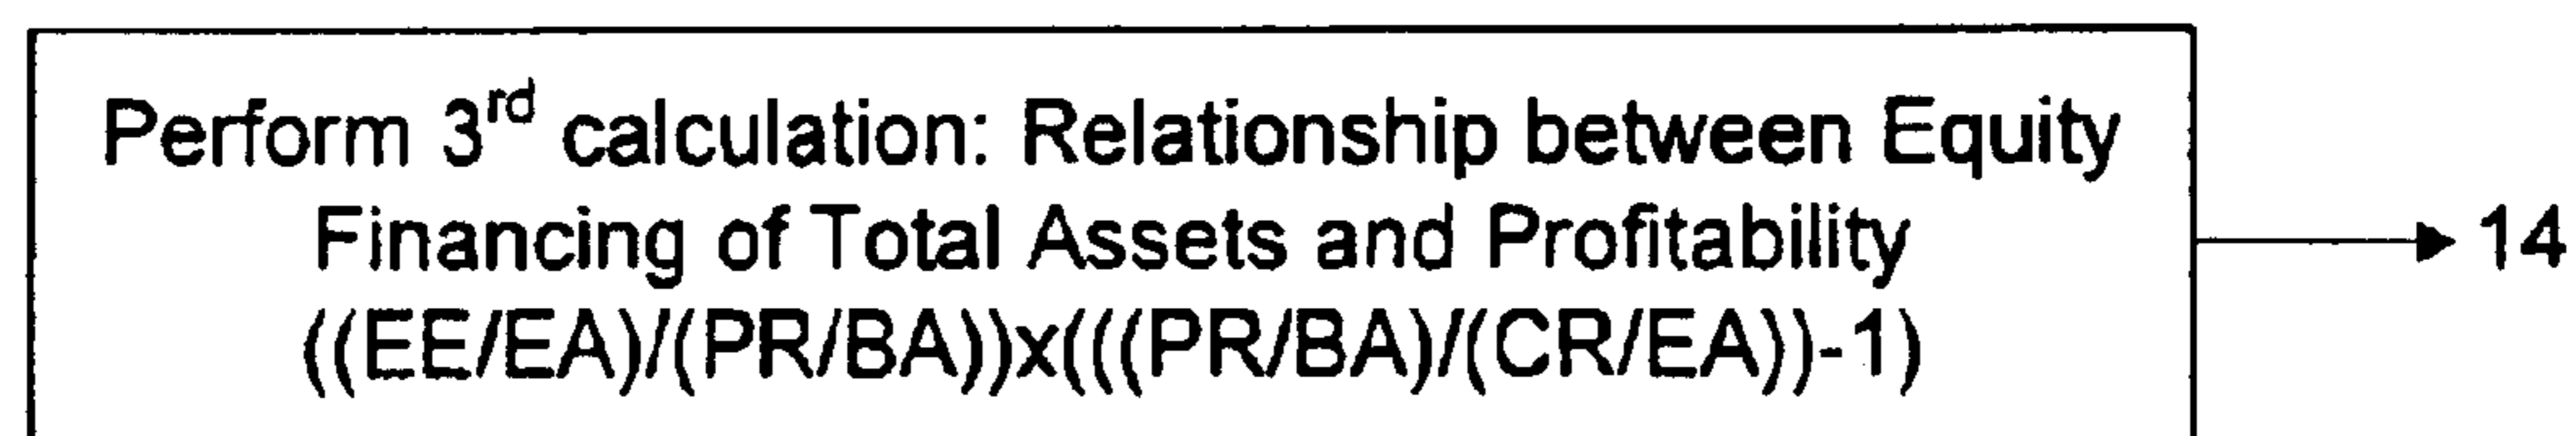 Perform 3rd calculation: Relationship between Equity
Financing of Total Assets and Profitability
14
((EE/EA)/(PR/BA))x(((PR/BA)/(CR/EA))-1)